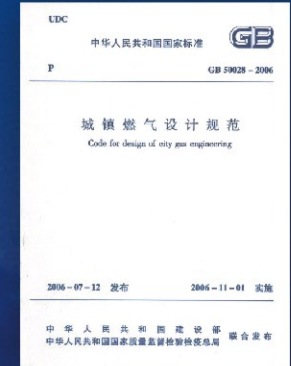 UDC
中华人民共和国国家标准
GB
P
GB 50028-2006
城镇燃气设计规范
Code for design of city gas engineering
2006-07-12 发布
2006-11-01 实施
中华人民共和国建设部
中华人民共和国国家质量监督检验检疫总局
联合发布